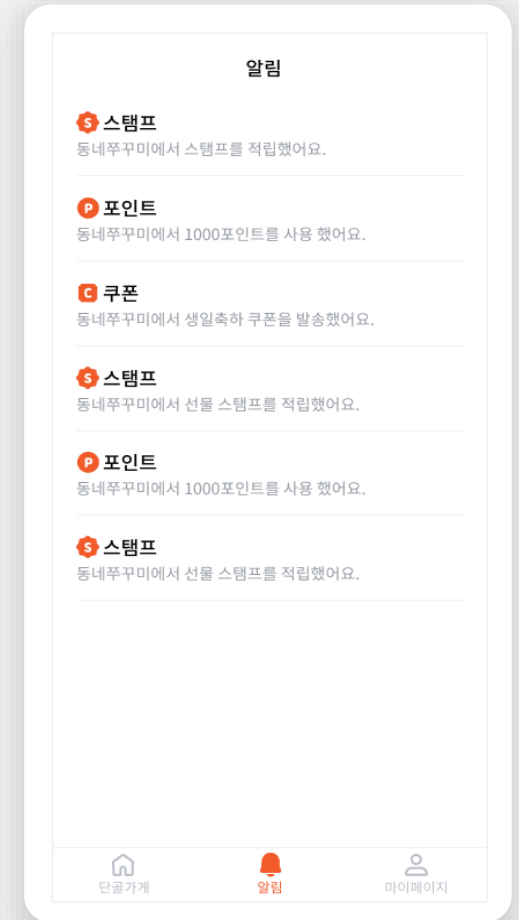 알림
S 스탬프
동네쭈꾸미에서 스탬프를 적립했어요.
P 포인트
동네쭈꾸미에서 1000포인트를 사용 했어요.
C 쿠폰
동네쭈꾸미에서 생일축하 쿠폰을 발송했어요.
S 스탬프
동네쭈꾸미에서 선물 스탬프를 적립했어요.
P 포인트
동네쭈꾸미에서 1000포인트를 사용 했어요.
S 스탬프
동네쭈꾸미에서 선물 스탬프를 적립했어요.
단골가게 알림 마이페이지